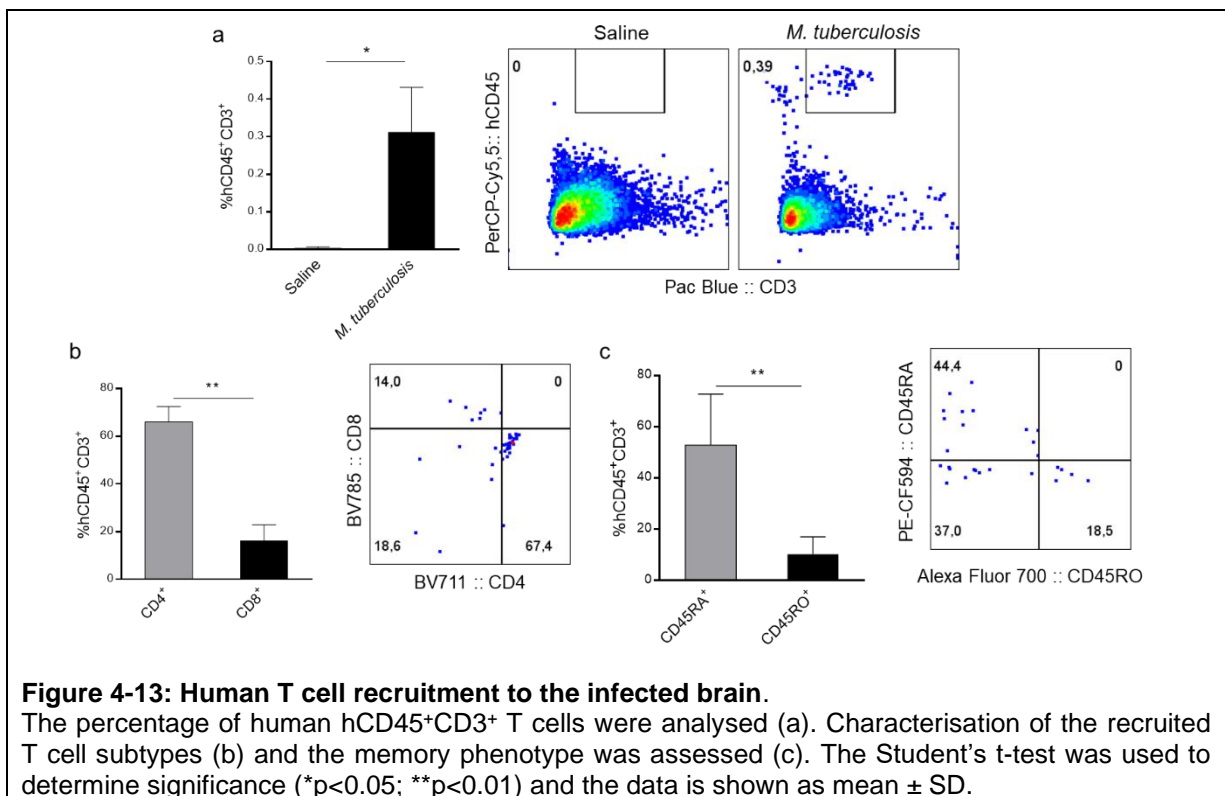 a
*
0.5
0.4
0.3
0.2
0.1
0.0
%hCD45⁺CD3⁺
Saline
M. tuberculosis
Saline
M. tuberculosis
0
0,39
PerCP-Cy5,5:: hCD45
Pac Blue :: CD3
b
**
80
60
40
20
0
%hCD45⁺CD3⁺
CD4⁺
CD8⁺
14,0
0
18,6
67,4
BV785 :: CD8
BV711 :: CD4
c
**
80
60
40
20
0
%hCD45⁺CD3⁺
CD45RA⁺
CD45RO⁺
44,4
0
37,0
18,5
PE-CF594 :: CD45RA
Alexa Fluor 700 :: CD45RO
Figure 4-13: Human T cell recruitment to the infected brain.
The percentage of human hCD45⁺CD3⁺ T cells were analysed (a). Characterisation of the recruited
T cell subtypes (b) and the memory phenotype was assessed (c). The Student’s t-test was used to
determine significance (*p<0.05; **p<0.01) and the data is shown as mean ± SD.